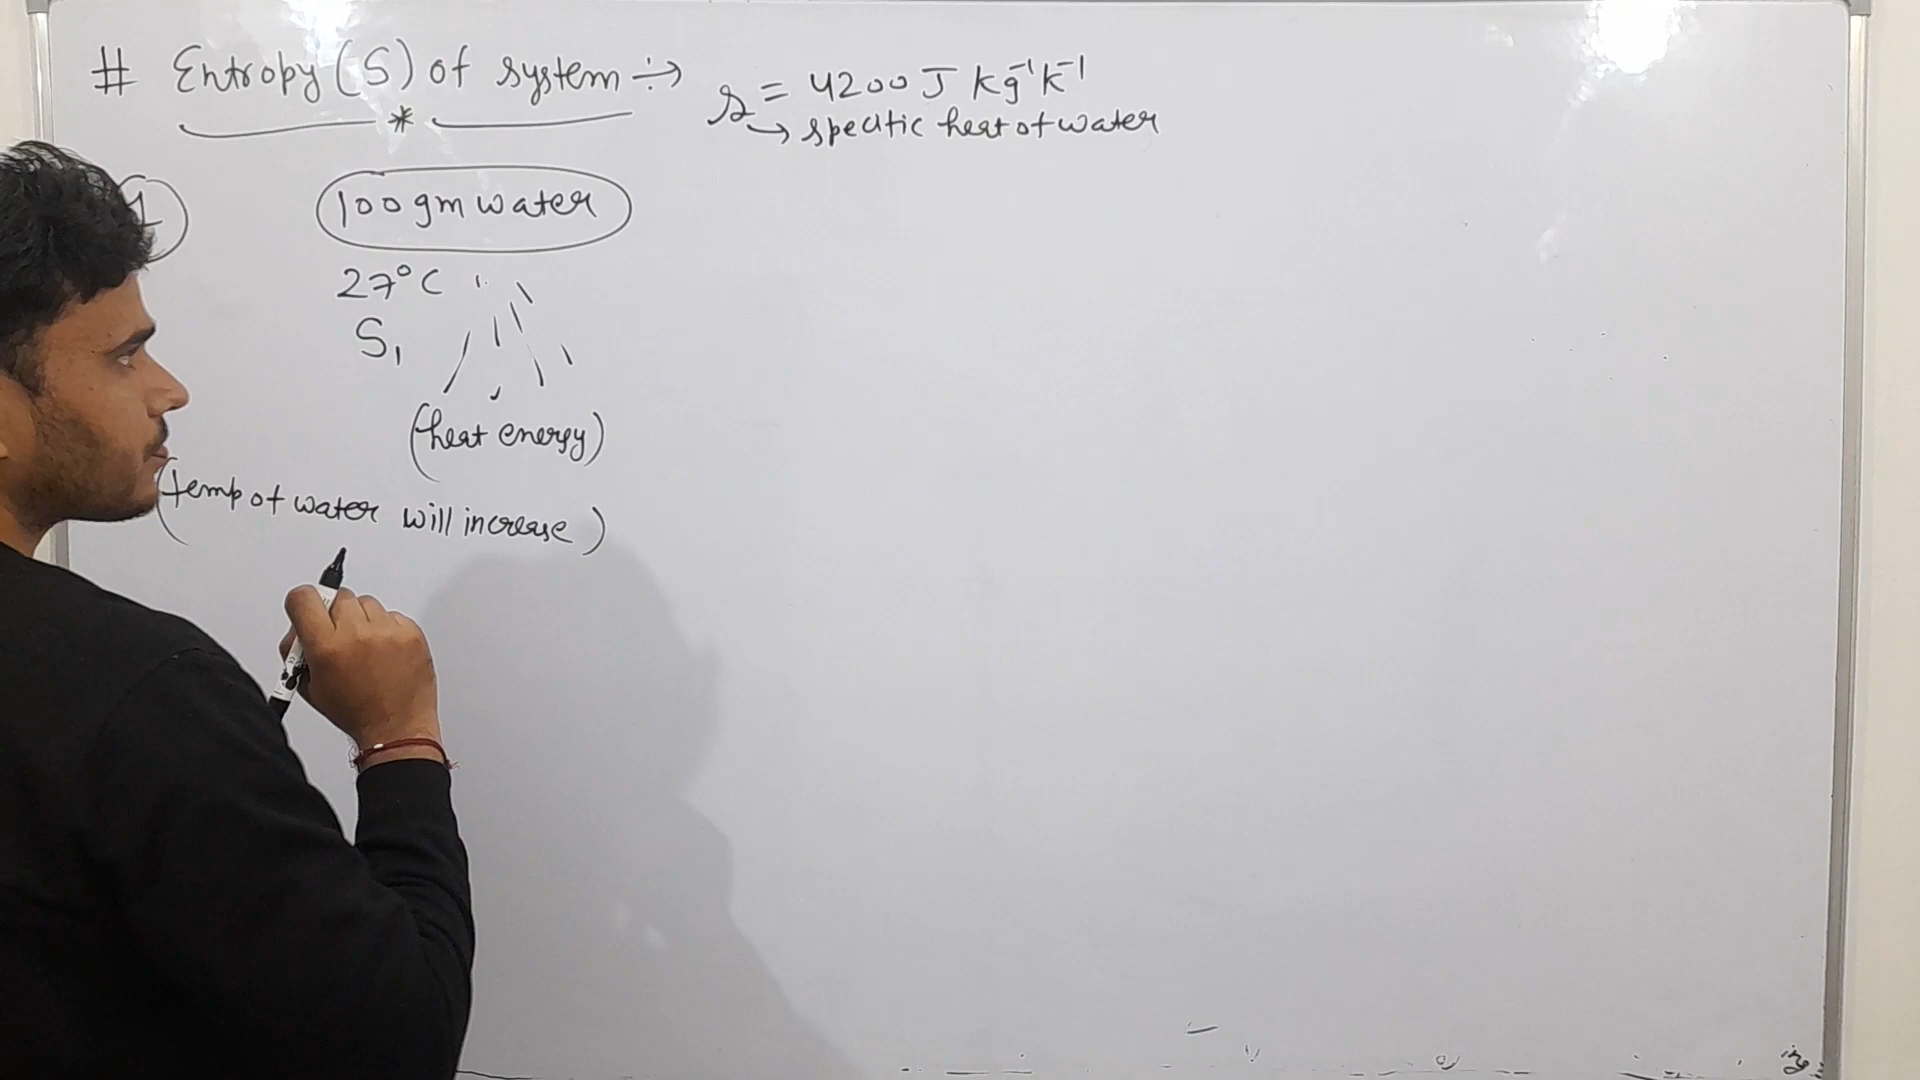 # Entropy (S) of system ÷→
s = 4200 J Kg⁻¹ K⁻¹
→ specific heat of water
1
100 gm water
27°C
S₁
(heat energy)
(temp of water will increase)